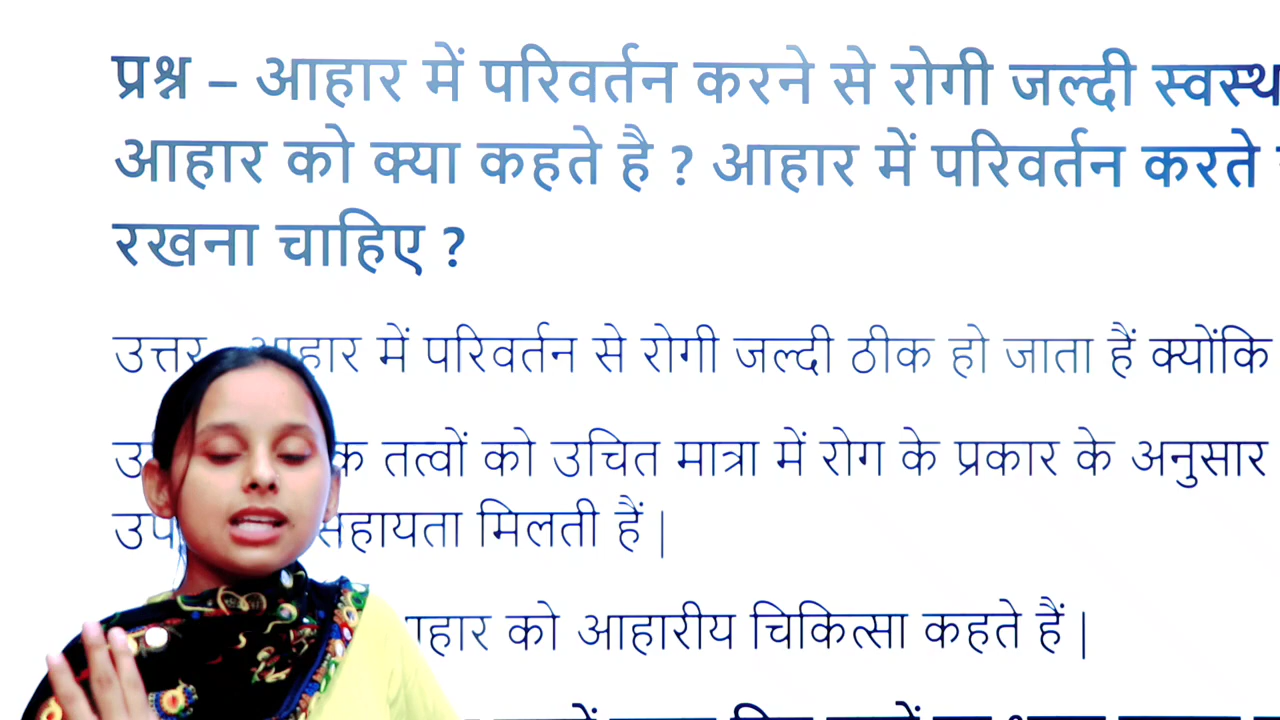 प्रश्न – आहार में परिवर्तन करने से रोगी जल्दी स्वस्थ
आहार को क्या कहते है ? आहार में परिवर्तन करते
रखना चाहिए ?
उत्तर आहार में परिवर्तन से रोगी जल्दी ठीक हो जाता हैं क्योंकि
तत्वों को उचित मात्रा में रोग के प्रकार के अनुसार
सहायता मिलती हैं |
को आहारीय चिकित्सा कहते हैं |